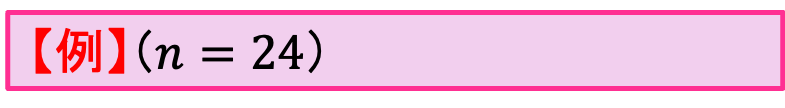 【例】(n = 24)